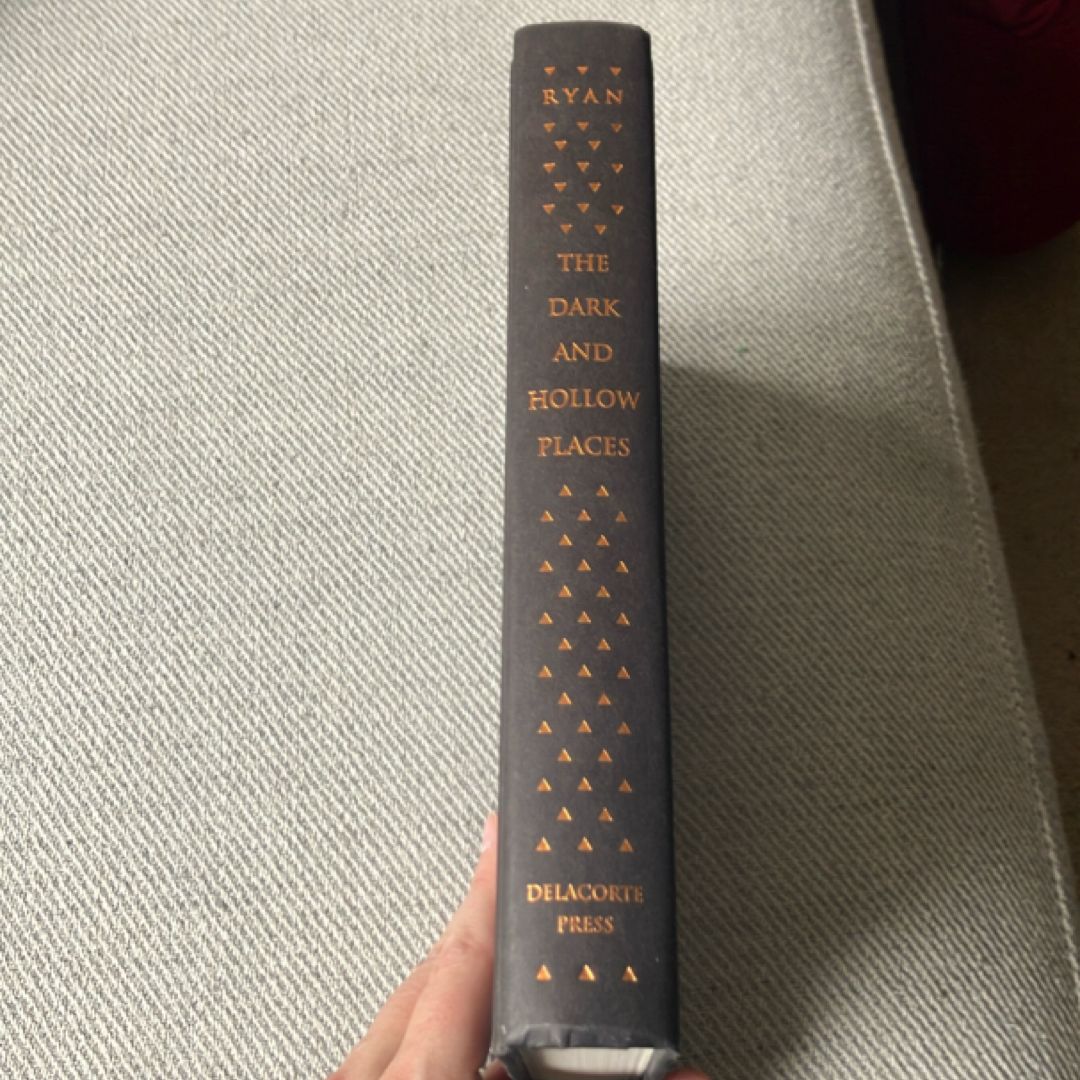 RYAN
THE
DARK
AND
HOLLOW
PLACES
DELACORTE
PRESS